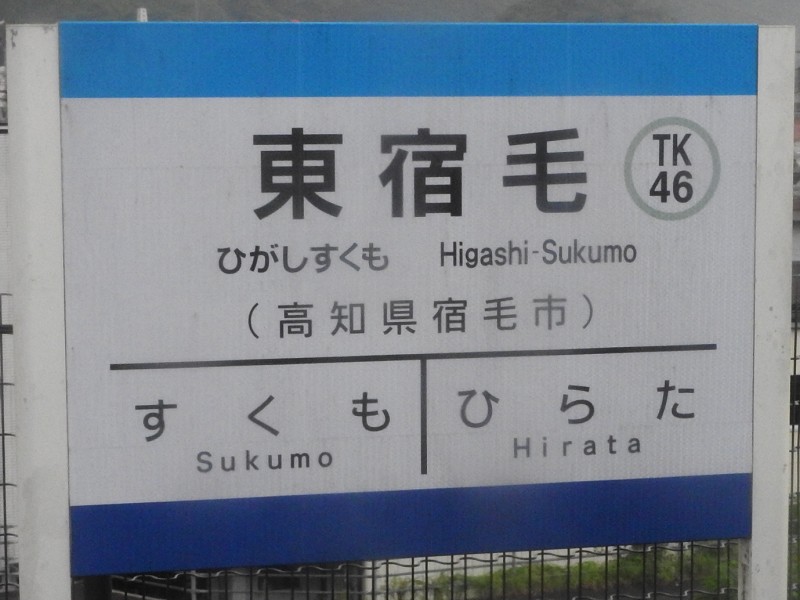 東宿毛
TK
46
ひがしすくも Higashi-Sukumo
（高知県宿毛市）
すくも ひらた
Sukumo Hirata